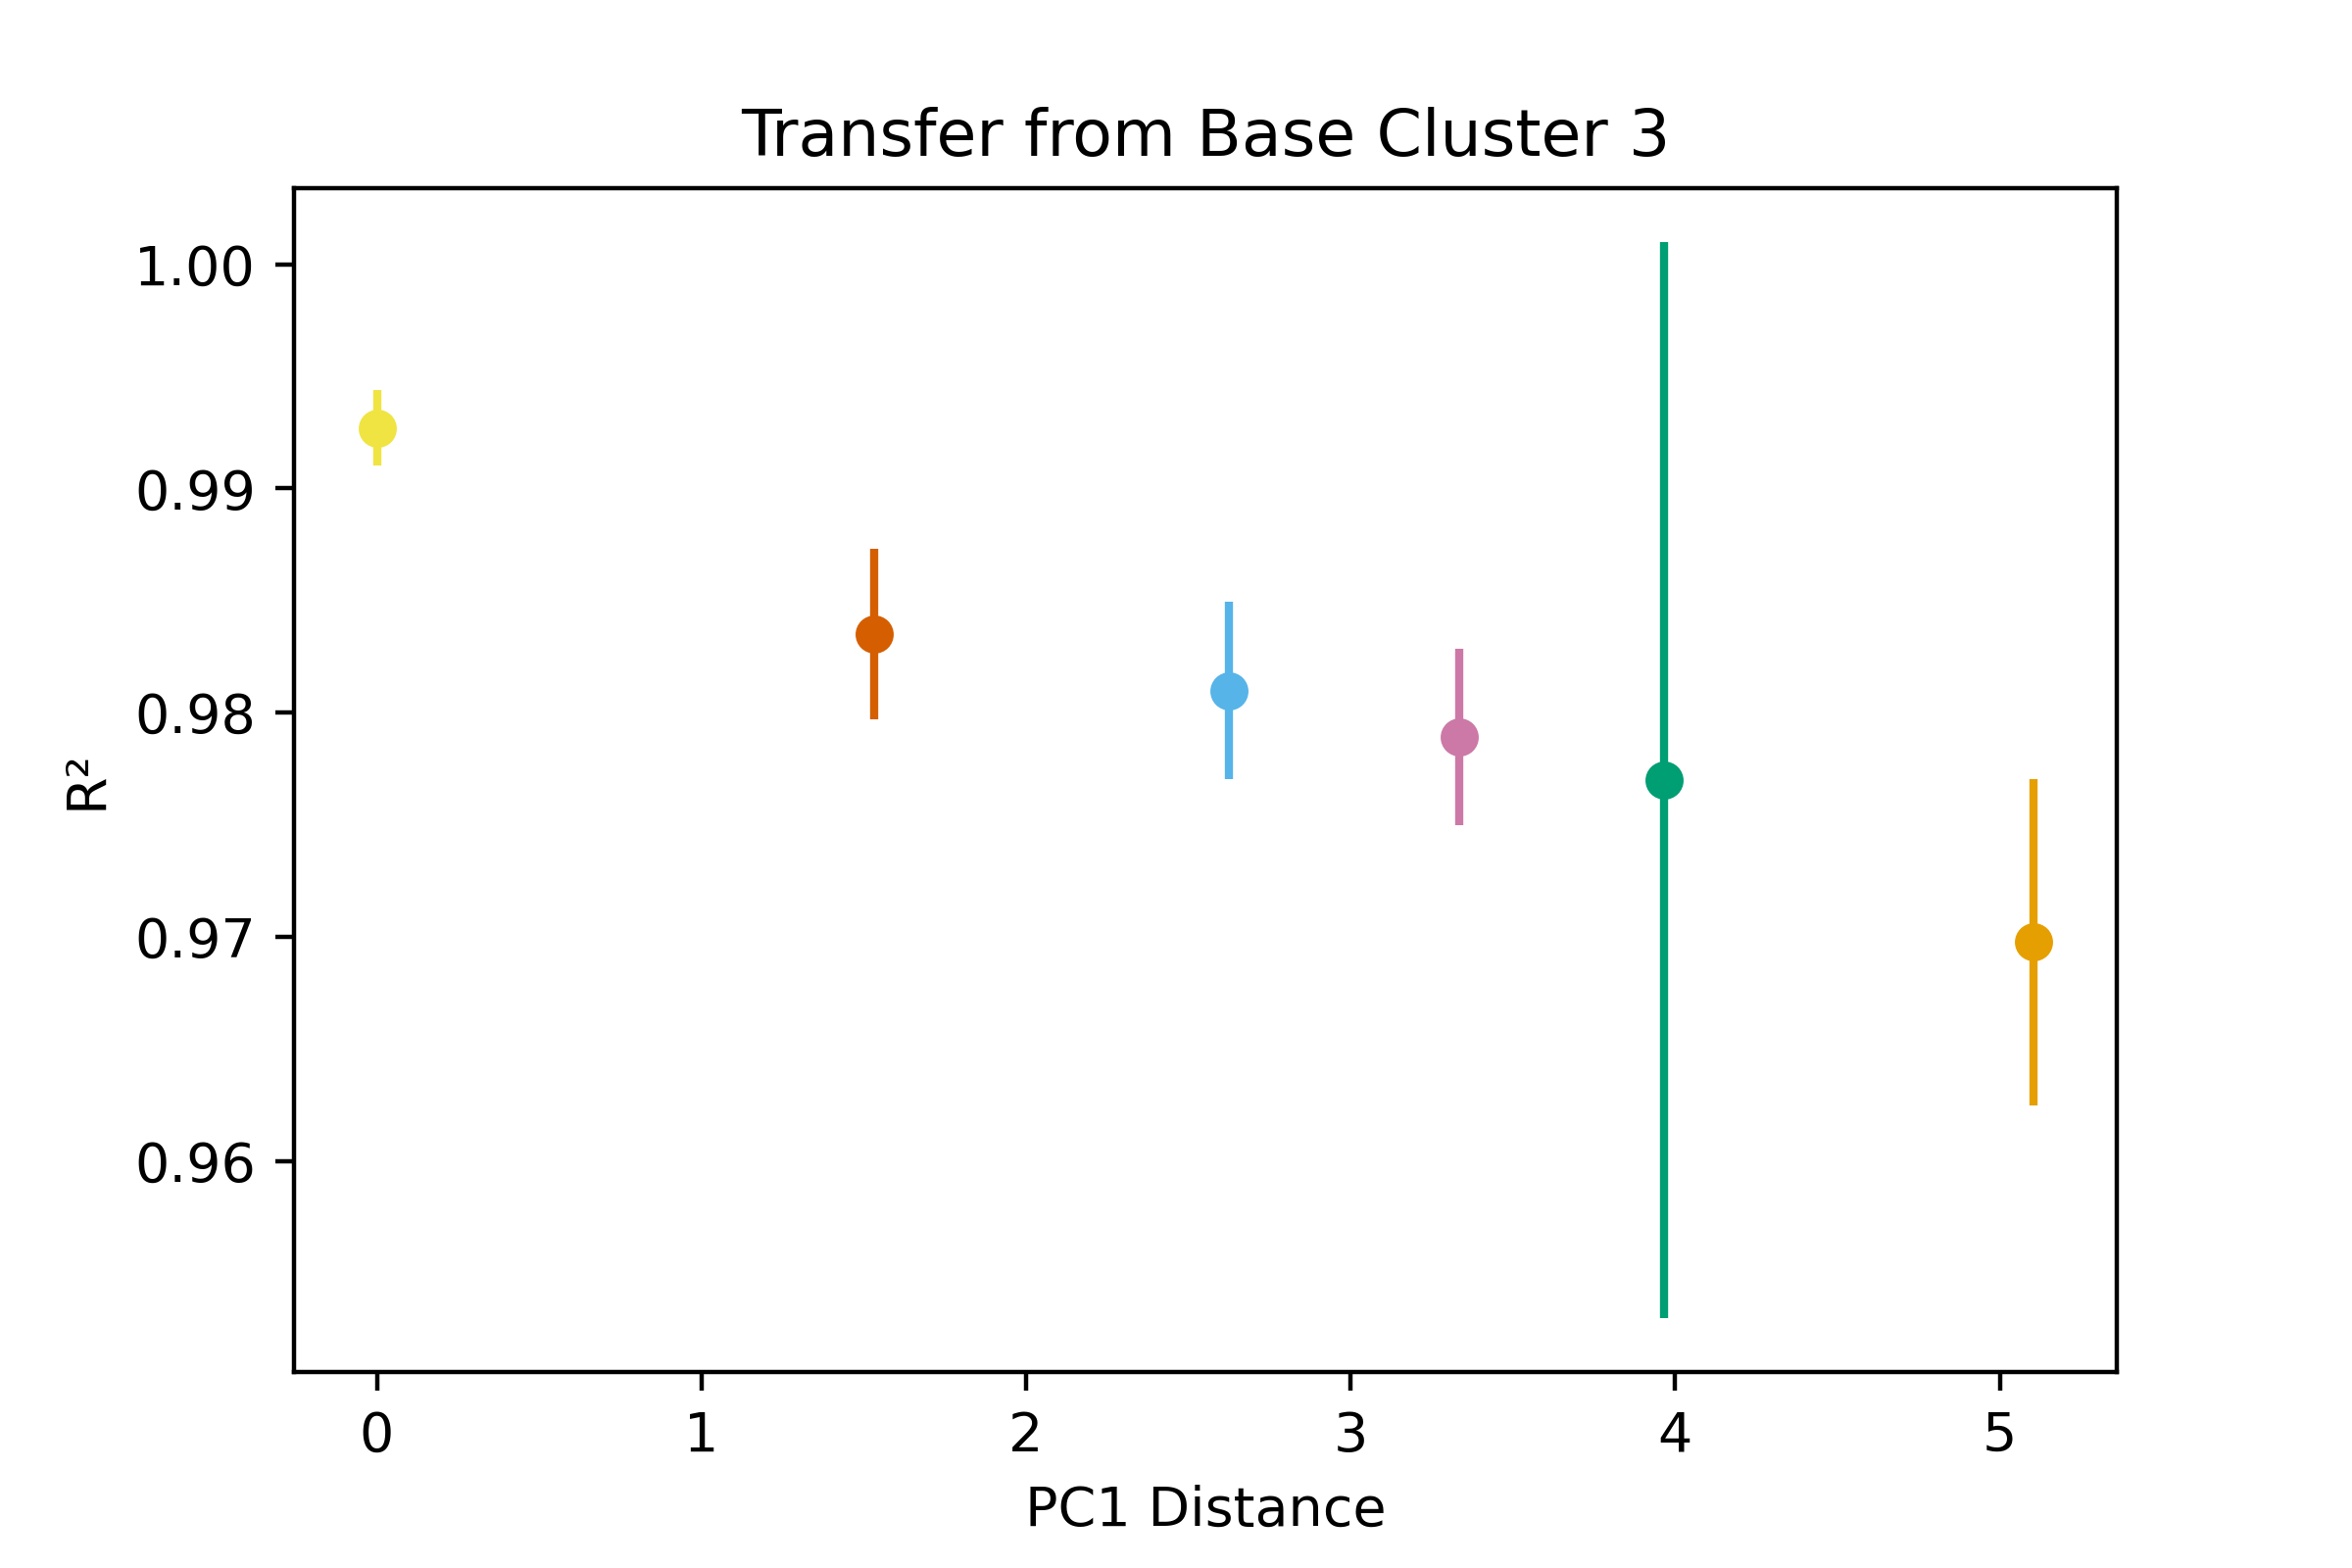 Transfer from Base Cluster 3
1.00
0.99
0.98
0.97
0.96
R²
0 1 2 3 4 5
PC1 Distance